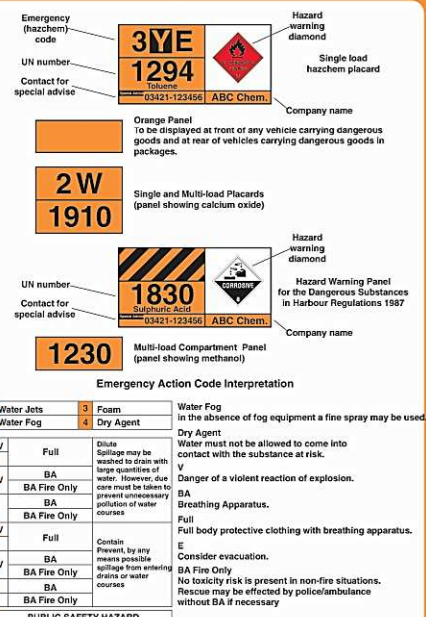 Emergency
(hazchem)
code
UN number
Contact for
special advise
3YE
1294
Toluene
03421-123456
ABC Chem.
Hazard
warning
diamond
Single load
hazchem placard
Company name
Orange Panel
To be displayed at front of any vehicle carrying dangerous
goods and at rear of vehicles carrying dangerous goods in
packages.
2W
1910
Single and Multi-load Placards
(panel showing calcium oxide)
UN number
Contact for
special advise
1830
Sulphuric Acid
03421-123456
ABC Chem.
CORROSIVE
8
Hazard
warning
diamond
Hazard Warning Panel
for the Dangerous Substances
in Harbour Regulations 1987
Company name
1230
Multi-load Compartment Panel
(panel showing methanol)
Emergency Action Code Interpretation
Water Jets
3 Foam
Water Fog
4 Dry Agent
V
Full
BA
BA Fire Only
BA
BA Fire Only
Dilute
Spillage may be
washed to drain with
large quantities of
water. However, due
care must be taken to
prevent unnecessary
pollution of water
courses
V
Full
V
BA
BA Fire Only
BA
BA Fire Only
Contain
Prevent, by any
means possible
spillage from entering
drains or water
courses
PUBLIC SAFETY HAZARD
Water Fog
in the absence of fog equipment a fine spray may be used.
Dry Agent
Water must not be allowed to come into
contact with the substance at risk.
V
Danger of a violent reaction of explosion.
BA
Breathing Apparatus.
Full
Full body protective clothing with breathing apparatus.
E
Consider evacuation.
BA Fire Only
No toxicity risk is present in non-fire situations.
Rescue may be effected by police/ambulance
without BA if necessary